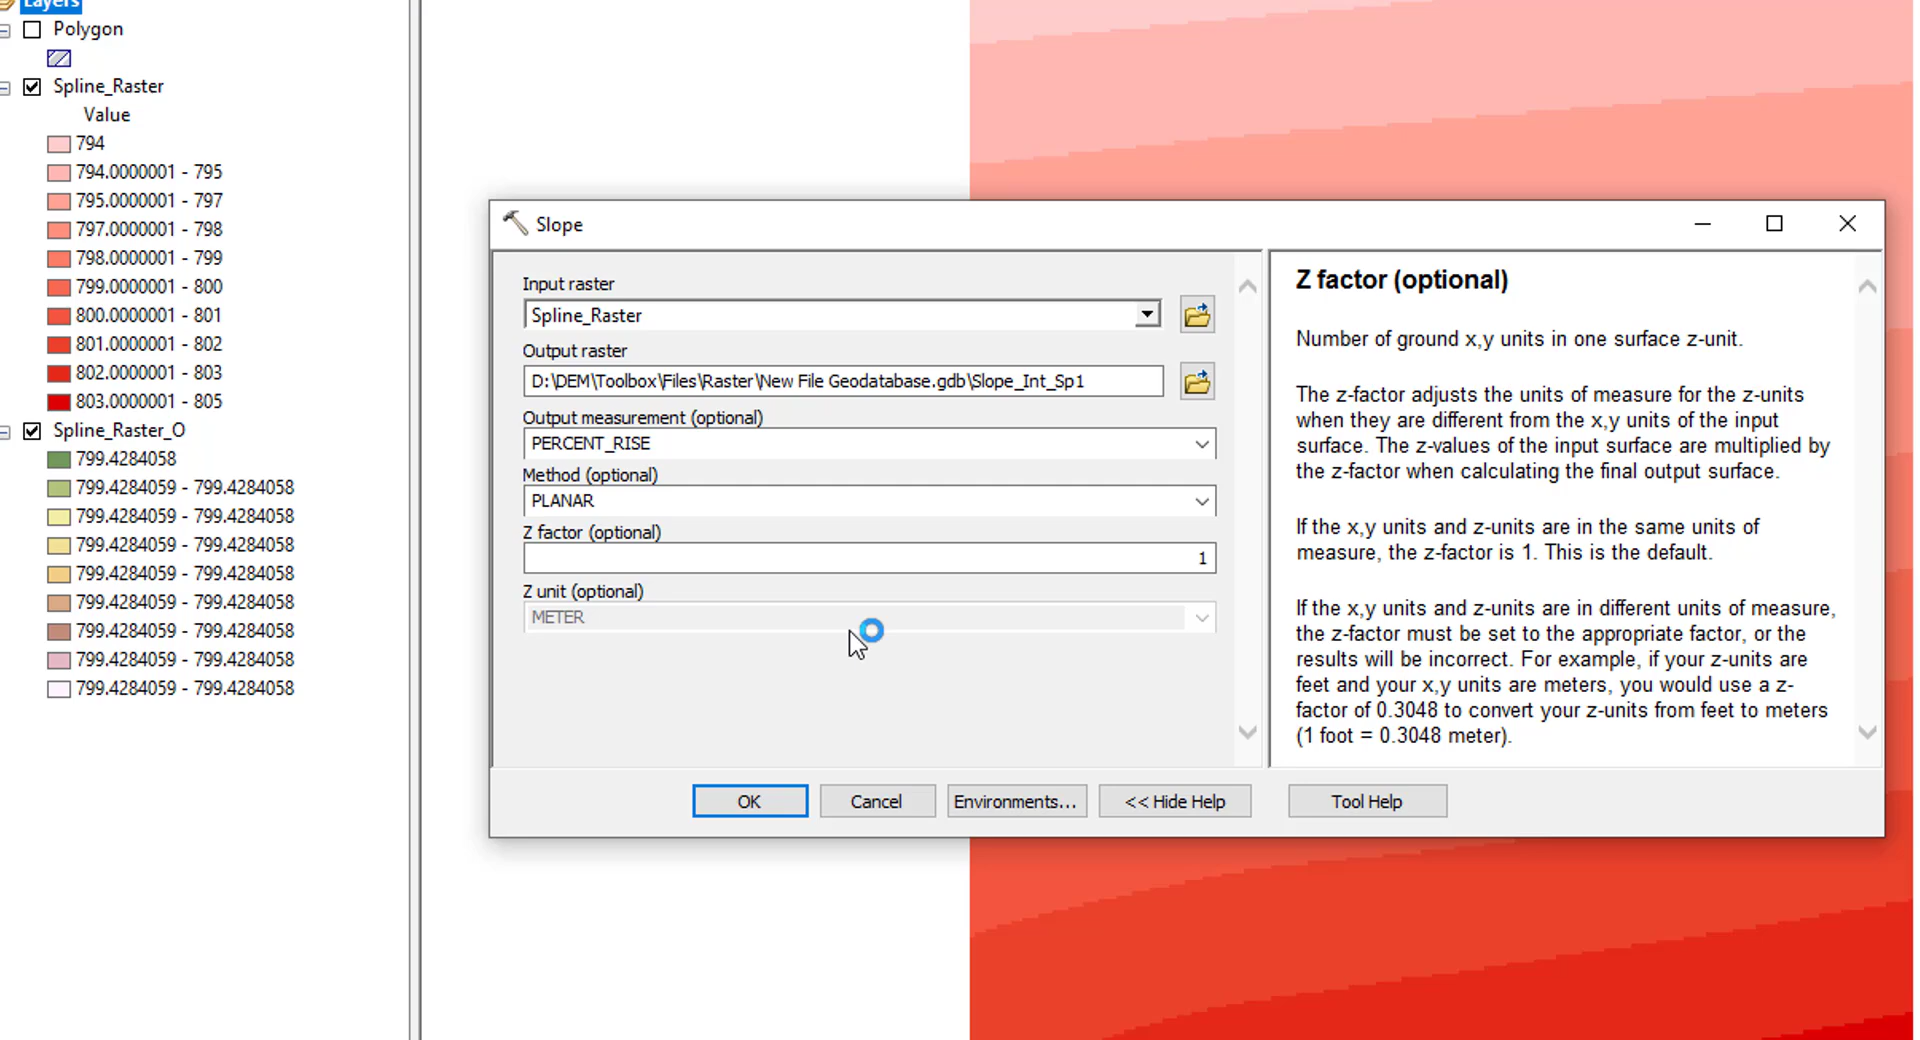 Layers
Polygon
Spline_Raster
Value
794
794.0000001 - 795
795.0000001 - 797
797.0000001 - 798
798.0000001 - 799
799.0000001 - 800
800.0000001 - 801
801.0000001 - 802
802.0000001 - 803
803.0000001 - 805
Spline_Raster_O
799.4284058
799.4284059 - 799.4284058
799.4284059 - 799.4284058
799.4284059 - 799.4284058
799.4284059 - 799.4284058
799.4284059 - 799.4284058
799.4284059 - 799.4284058
799.4284059 - 799.4284058
799.4284059 - 799.4284058
Slope
Input raster
Spline_Raster
Output raster
D:\DEM\Toolbox\Files\Raster\New File Geodatabase.gdb\Slope_Int_Sp1
Output measurement (optional)
PERCENT_RISE
Method (optional)
PLANAR
Z factor (optional)
1
Z unit (optional)
METER
OK
Cancel
Environments...
<< Hide Help
Tool Help
Z factor (optional)
Number of ground x,y units in one surface z-unit.
The z-factor adjusts the units of measure for the z-units
when they are different from the x,y units of the input
surface. The z-values of the input surface are multiplied by
the z-factor when calculating the final output surface.
If the x,y units and z-units are in the same units of
measure, the z-factor is 1. This is the default.
If the x,y units and z-units are in different units of measure,
the z-factor must be set to the appropriate factor, or the
results will be incorrect. For example, if your z-units are
feet and your x,y units are meters, you would use a z-
factor of 0.3048 to convert your z-units from feet to meters
(1 foot = 0.3048 meter).